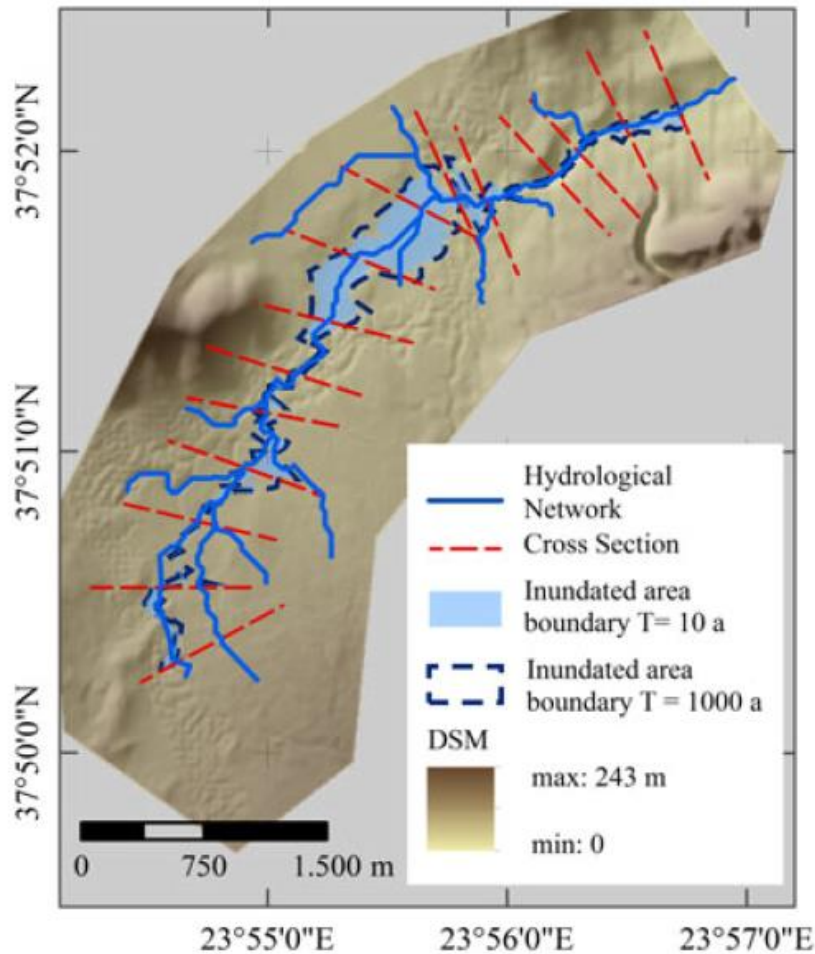 37°52'0"N
37°51'0"N
37°50'0"N
Hydrological
Network
Cross Section
Inundated area
boundary T= 10 a
Inundated area
boundary T = 1000 a
DSM
max: 243 m
min: 0
0 750 1.500 m
23°55'0"E 23°56'0"E 23°57'0"E